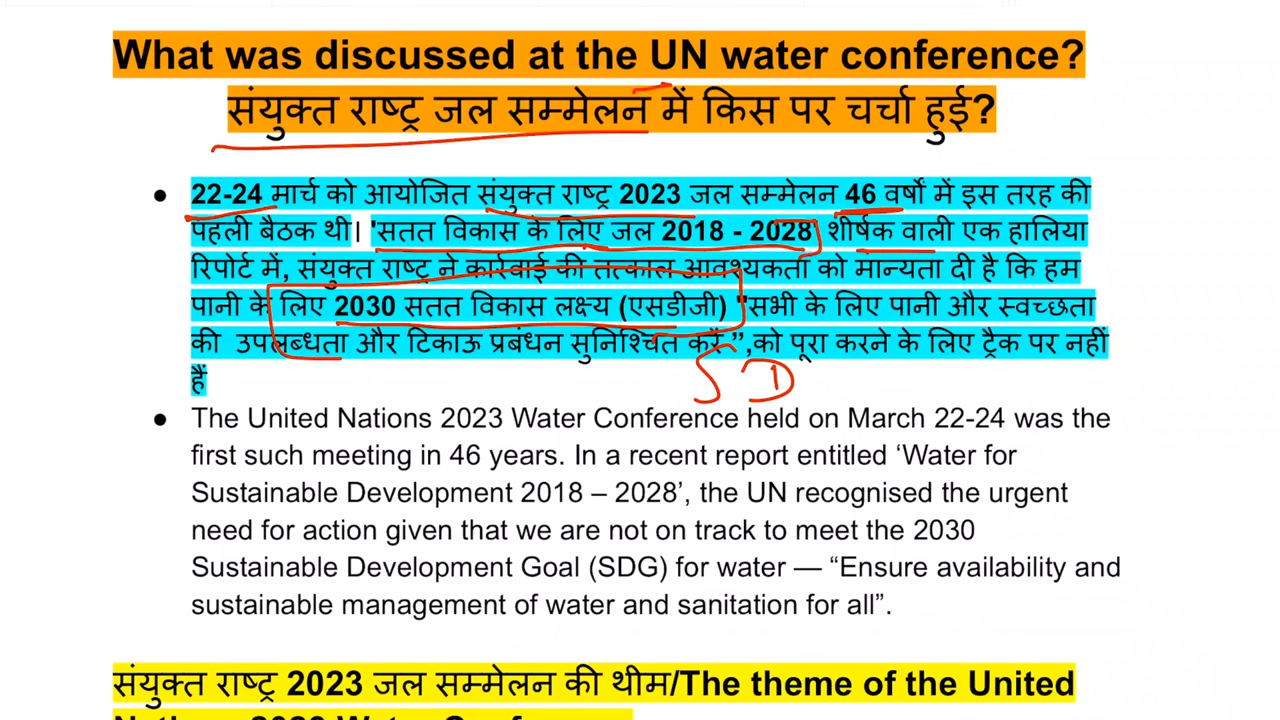 What was discussed at the UN water conference?
संयुक्त राष्ट्र जल सम्मेलन में किस पर चर्चा हुई?
● 22-24 मार्च को आयोजित संयुक्त राष्ट्र 2023 जल सम्मेलन 46 वर्षों में इस तरह की
पहली बैठक थी। 'सतत विकास के लिए जल 2018 - 2028' शीर्षक वाली एक हालिया
रिपोर्ट में, संयुक्त राष्ट्र ने कार्रवाई की तत्काल आवश्यकता को मान्यता दी है कि हम
पानी के लिए 2030 सतत विकास लक्ष्य (एसडीजी) "सभी के लिए पानी और स्वच्छता
की उपलब्धता और टिकाऊ प्रबंधन सुनिश्चित करें”,को पूरा करने के लिए ट्रैक पर नहीं
हैं
S D
● The United Nations 2023 Water Conference held on March 22-24 was the
first such meeting in 46 years. In a recent report entitled ‘Water for
Sustainable Development 2018 – 2028’, the UN recognised the urgent
need for action given that we are not on track to meet the 2030
Sustainable Development Goal (SDG) for water — “Ensure availability and
sustainable management of water and sanitation for all”.
संयुक्त राष्ट्र 2023 जल सम्मेलन की थीम/The theme of the United